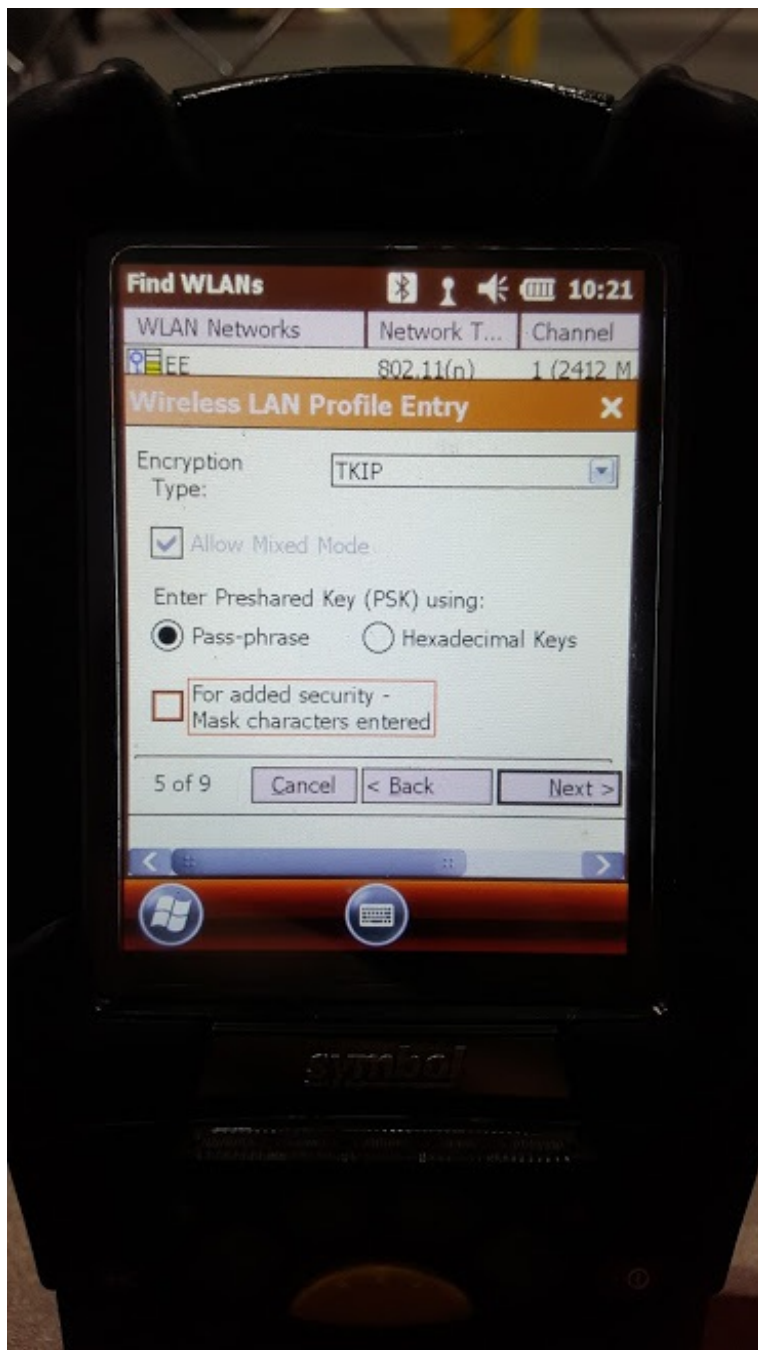 Find WLANs 10:21
WLAN Networks Network T... Channel
EE 802.11(n) 1 (2412 M
Wireless LAN Profile Entry X
Encryption
Type:
TKIP
Allow Mixed Mode
Enter Preshared Key (PSK) using:
Pass-phrase Hexadecimal Keys
For added security -
Mask characters entered
5 of 9 Cancel < Back Next >
symbol